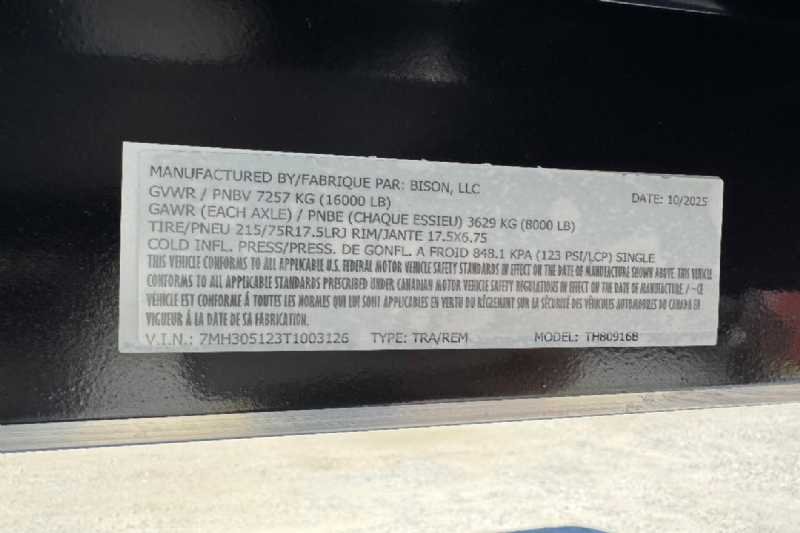 MANUFACTURED BY/FABRIQUE PAR: BISON, LLC
GVWR / PNBV 7257 KG (16000 LB) DATE: 10/2025
GAWR (EACH AXLE) / PNBE (CHAQUE ESSIEU) 3629 KG (8000 LB)
TIRE/PNEU 215/75R17.5LRJ RIM/JANTE 17.5X6.75
COLD INFL. PRESS/PRESS. DE GONFL. A FROID 848.1 KPA (123 PSI/LCP) SINGLE
THIS VEHICLE CONFORMS TO ALL APPLICABLE U.S. FEDERAL MOTOR VEHICLE SAFETY STANDARDS IN EFFECT ON THE DATE OF MANUFACTURE SHOWN ABOVE. THIS VEHICLE
CONFORMS TO ALL APPLICABLE STANDARDS PRESCRIBED UNDER CANADIAN MOTOR VEHICLE SAFETY REGULATIONS IN EFFECT ON THE DATE OF MANUFACTURE. / -CE
VÉHICLE EST CONFORME Á TOUTES LES NORMES QUI LUI SONT APPLICABLES EN VERTU DU RÉGLEMENT SUR LA SÉCURITÉ DES VÉHICULES AUTOMOBILES DU CANADA EN
VIGUEUR Á LA DATE DE SA FABRICATION.
V.I.N.: 7MH305123T1003126 TYPE: TRA/REM MODEL: TH80916B